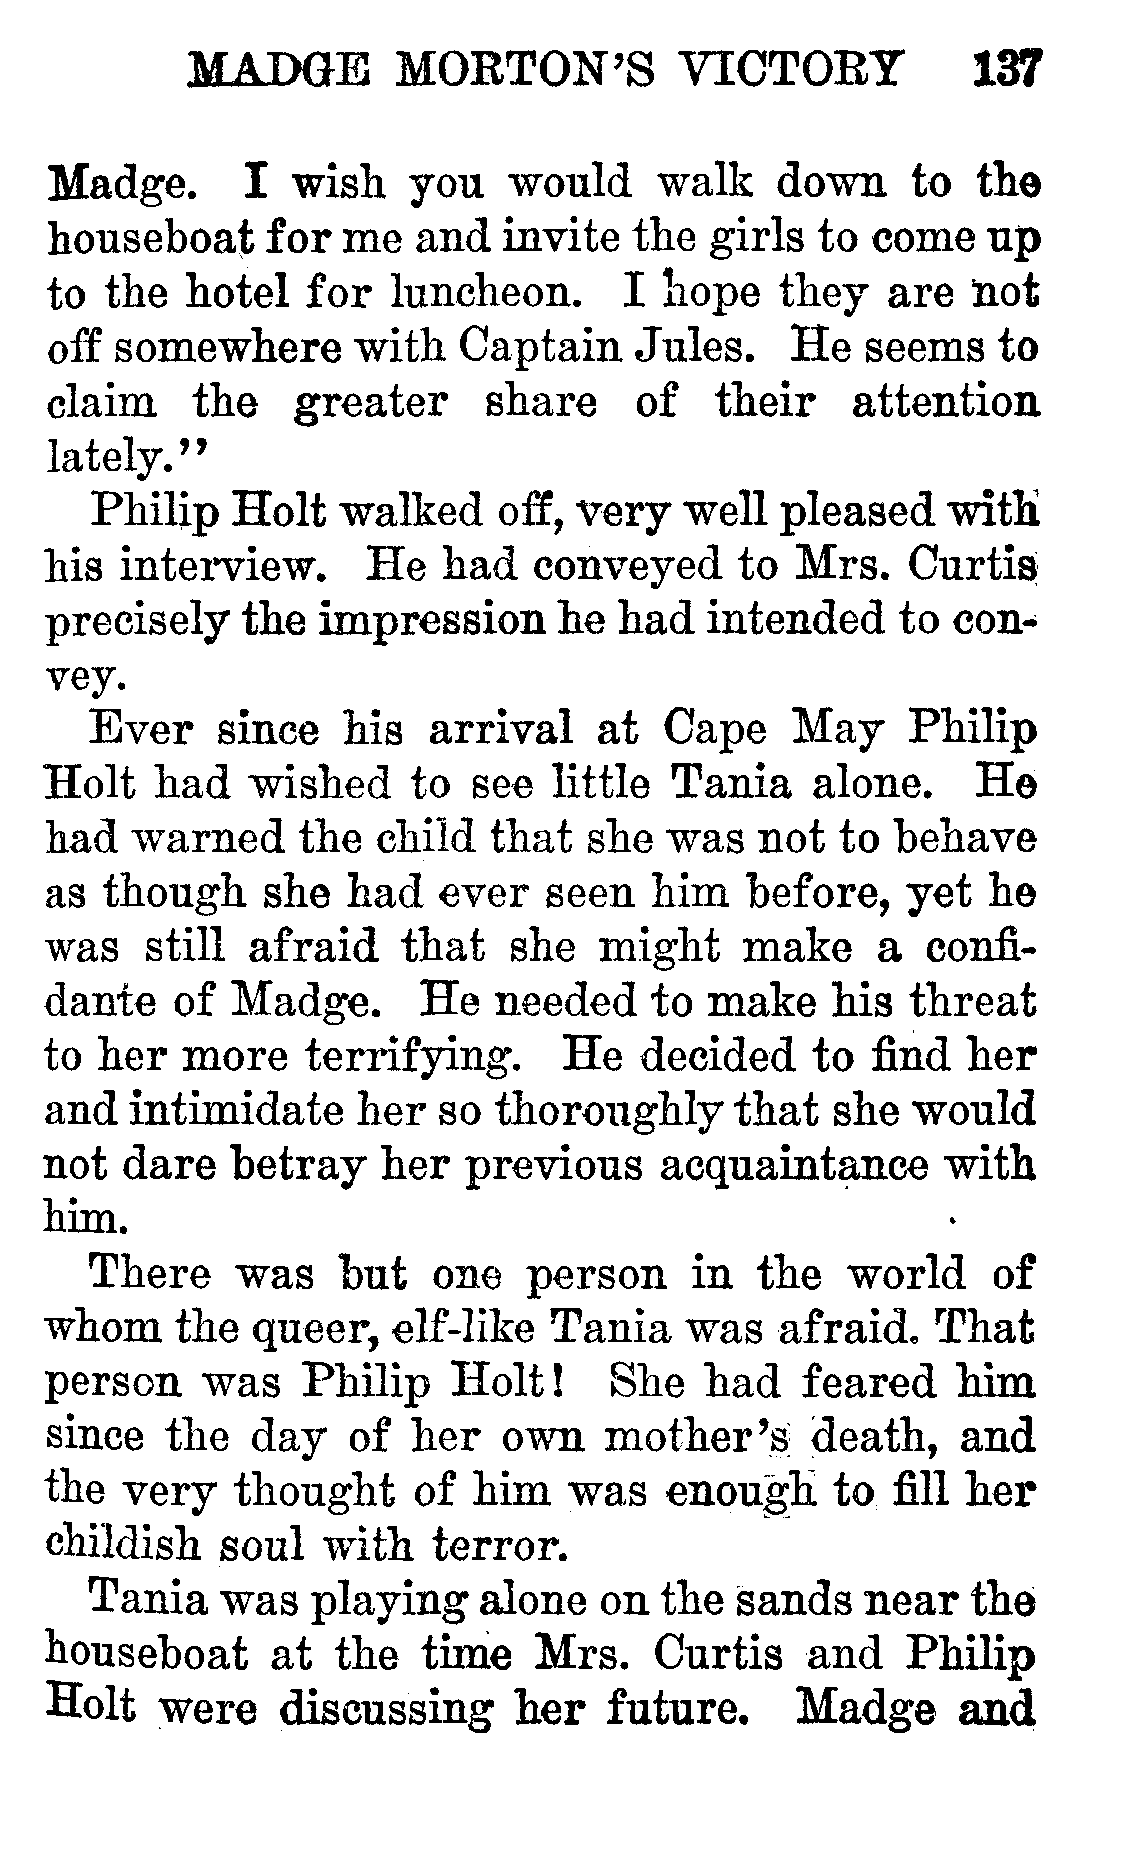 MADGE MORTON'S VICTORY 137
Madge. I wish you would walk down to the
houseboat for me and invite the girls to come up
to the hotel for luncheon. I hope they are not
off somewhere with Captain Jules. He seems to
claim the greater share of their attention
lately."
Philip Holt walked off, very well pleased with
his interview. He had conveyed to Mrs. Curtis
precisely the impression he had intended to con-
vey.
Ever since his arrival at Cape May Philip
Holt had wished to see little Tania alone. He
had warned the child that she was not to behave
as though she had ever seen him before, yet he
was still afraid that she might make a confi-
dante of Madge. He needed to make his threat
to her more terrifying. He decided to find her
and intimidate her so thoroughly that she would
not dare betray her previous acquaintance with
him.
There was but one person in the world of
whom the queer, elf-like Tania was afraid. That
person was Philip Holt! She had feared him
since the day of her own mother's death, and
the very thought of him was enough to fill her
childish soul with terror.
Tania was playing alone on the sands near the
houseboat at the time Mrs. Curtis and Philip
Holt were discussing her future. Madge and